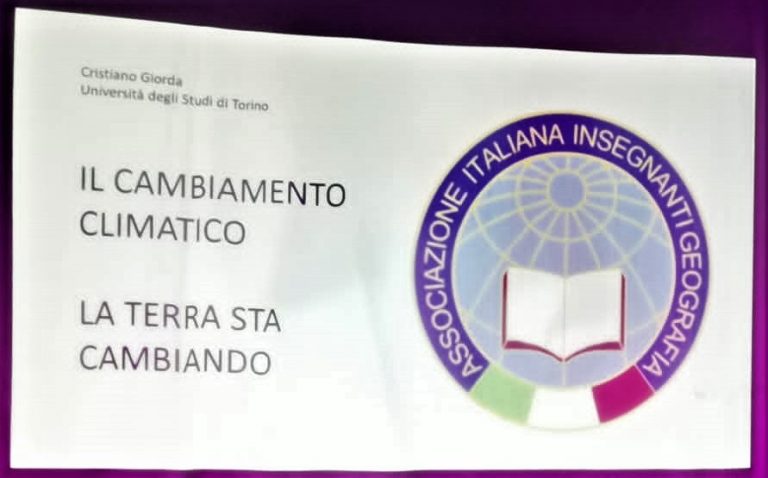 Cristiano Giorda
Università degli Studi di Torino
IL CAMBIAMENTO
CLIMATICO
LA TERRA STA
CAMBIANDO
ASSOCIAZIONE ITALIANA INSEGNANTI GEOGRAFIA